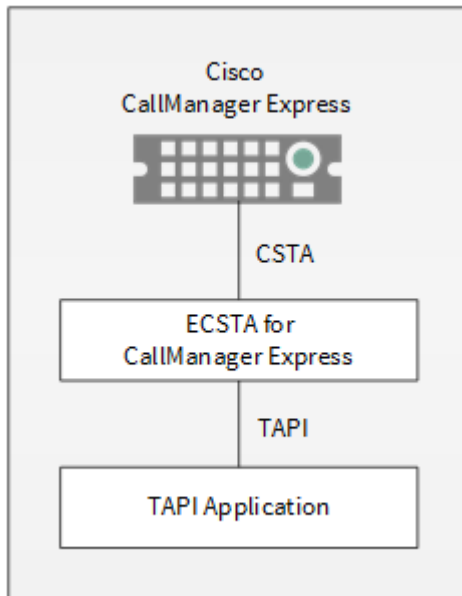 Cisco
CallManager Express
CSTA
ECSTA for
CallManager Express
TAPI
TAPI Application